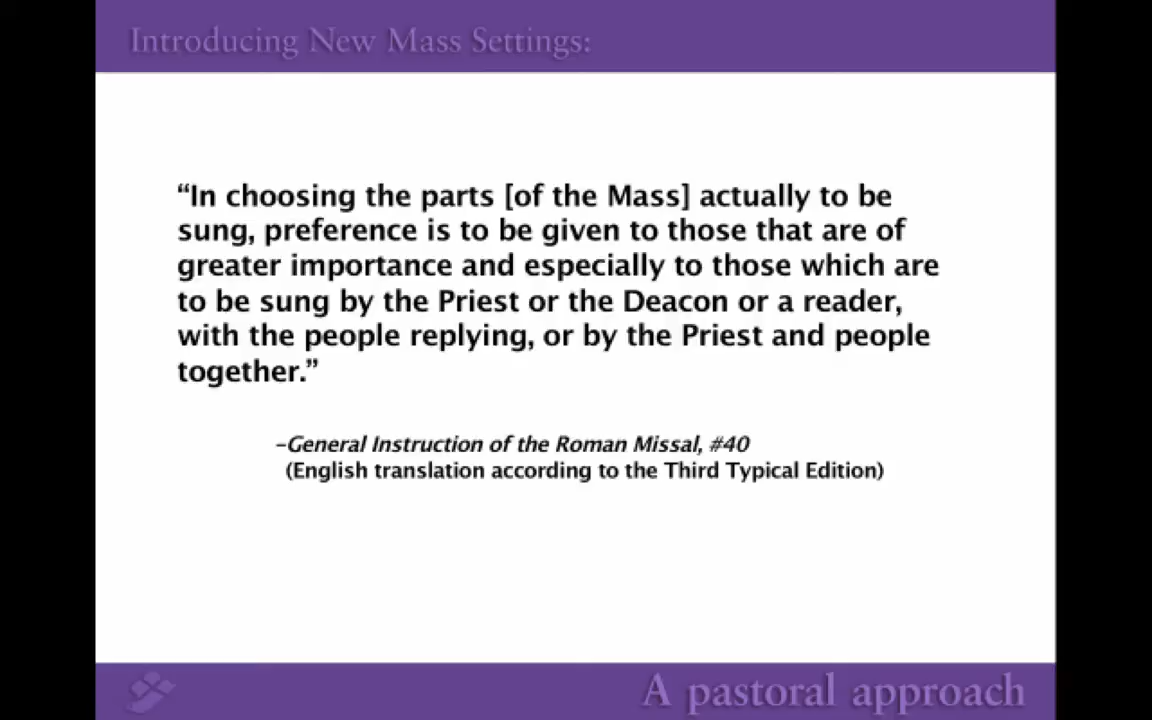 Introducing New Mass Settings:
“In choosing the parts [of the Mass] actually to be
sung, preference is to be given to those that are of
greater importance and especially to those which are
to be sung by the Priest or the Deacon or a reader,
with the people replying, or by the Priest and people
together.”
–General Instruction of the Roman Missal, #40
(English translation according to the Third Typical Edition)
A pastoral approach